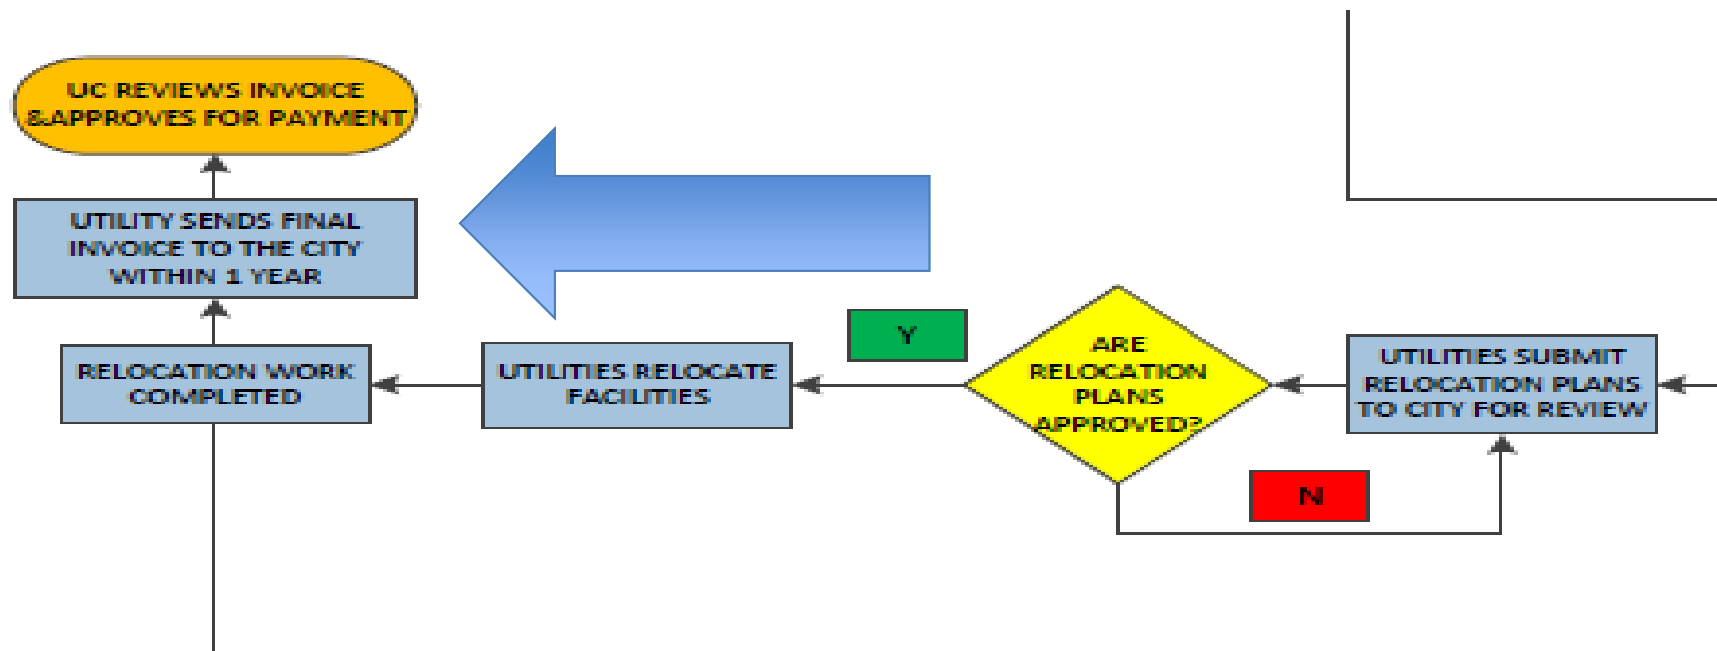 UC REVIEWS INVOICE
&APPROVES FOR PAYMENT
UTILITY SENDS FINAL
INVOICE TO THE CITY
WITHIN 1 YEAR
RELOCATION WORK
COMPLETED
UTILITIES RELOCATE
FACILITIES
Y
ARE
RELOCATION
PLANS
APPROVED?
N
UTILITIES SUBMIT
RELOCATION PLANS
TO CITY FOR REVIEW